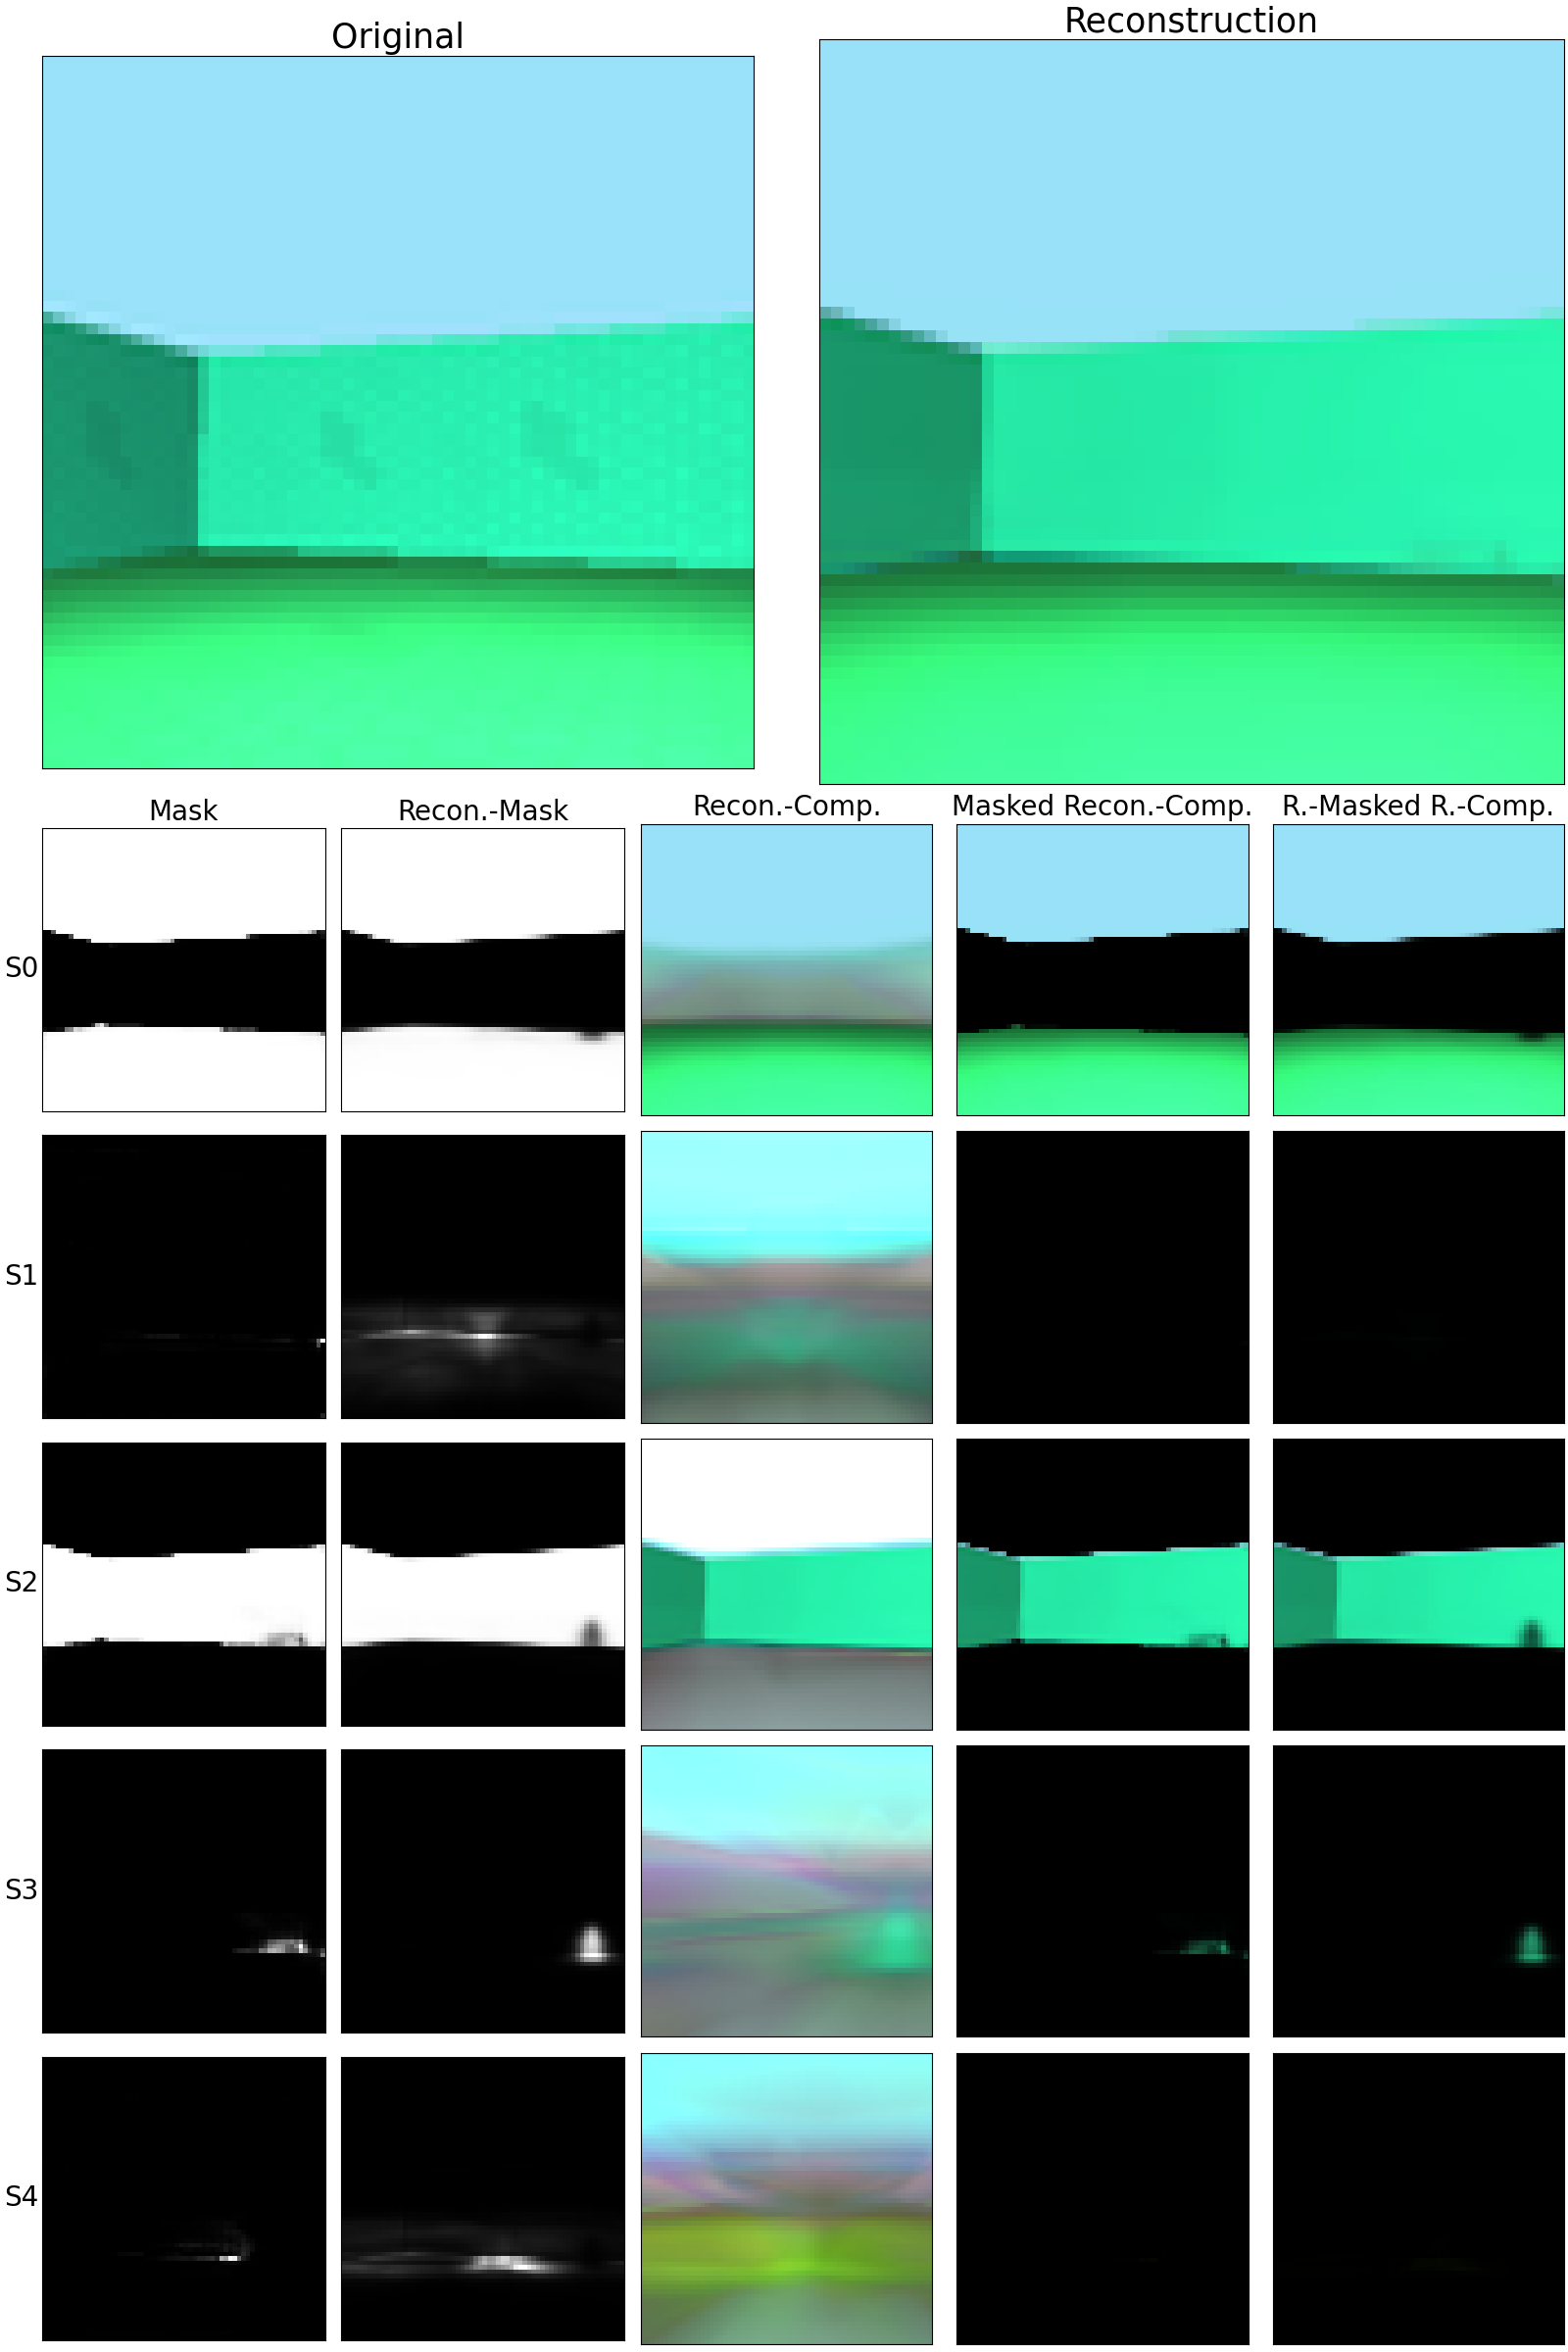 Original
Reconstruction
Mask
Recon.-Mask
Recon.-Comp.
Masked Recon.-Comp.
R.-Masked R.-Comp.
S0
S1
S2
S3
S4